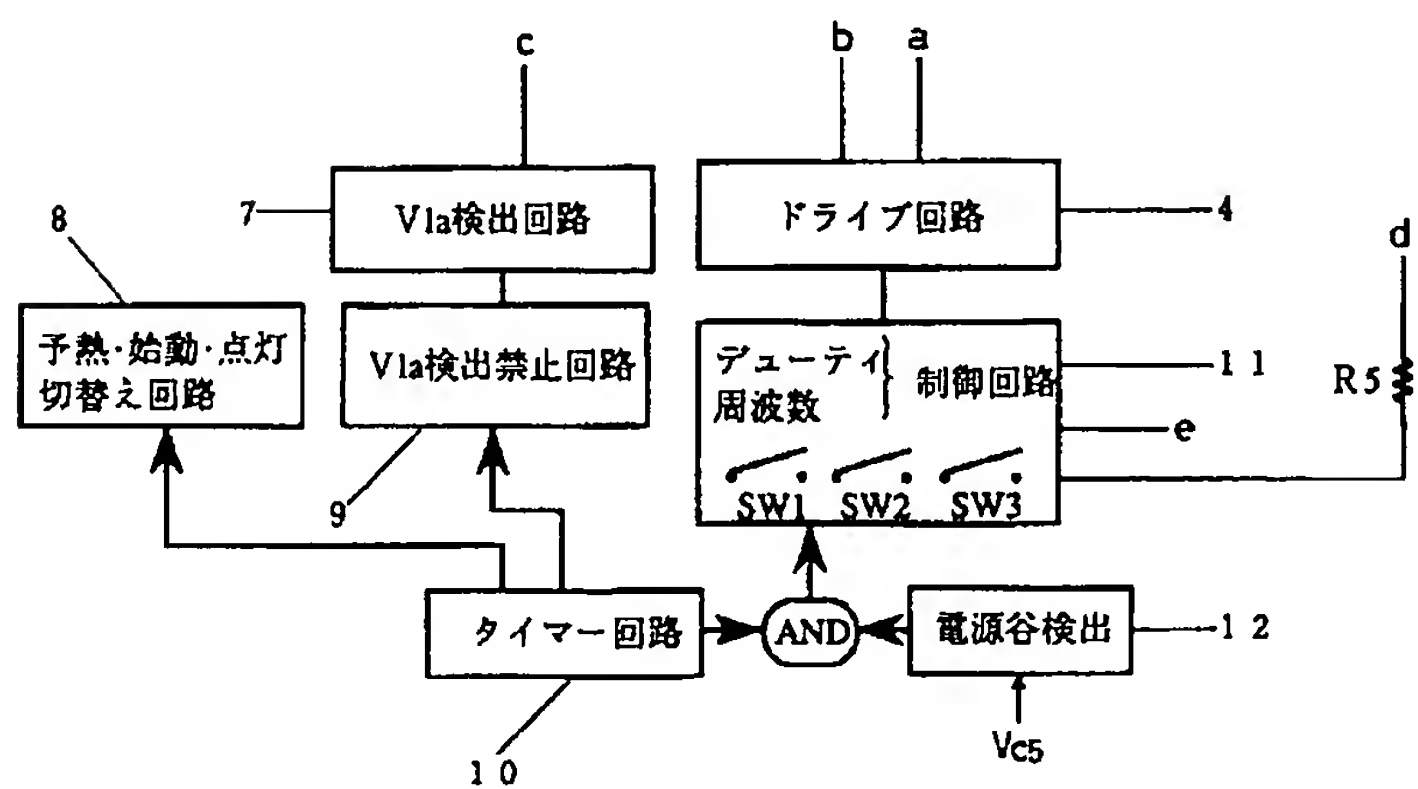 c
b
a
7
Vla検出回路
ドライブ回路
4
8
d
予熱・始動・点灯
切替え回路
Vla検出禁止回路
デューティ
周波数
制御回路
11
R5
e
9
SW1
SW2
SW3
タイマー回路
AND
電源谷検出
12
10
Vc5